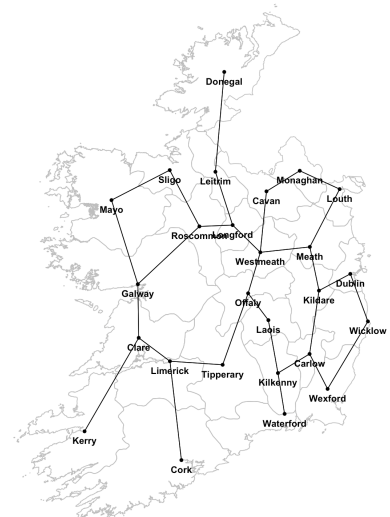 Donegal
Sligo
Leitrim
Monaghan
Cavan
Louth
Mayo
Roscommon
Longford
Westmeath
Meath
Galway
Offaly
Kildare
Dublin
Laois
Wicklow
Clare
Limerick
Tipperary
Carlow
Kilkenny
Wexford
Waterford
Kerry
Cork